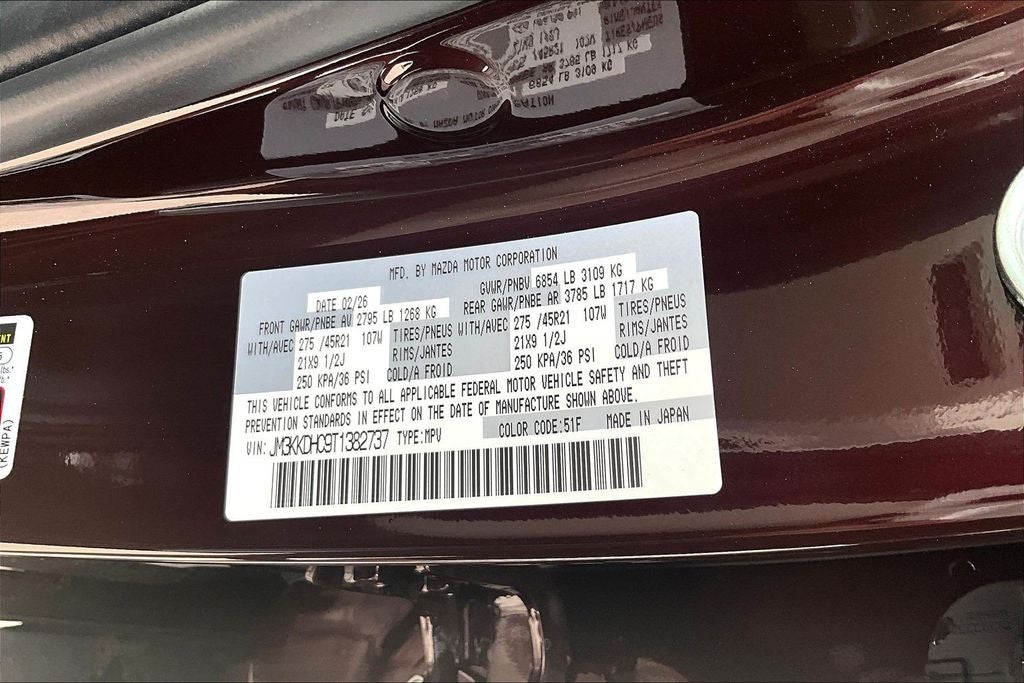 MFD. BY MAZDA MOTOR CORPORATION
DATE 02/26 GVWR/PNBV 6854 LB 3109 KG
FRONT GAWR/PNBE AV 2795 LB 1268 KG REAR GAWR/PNBE AR 3785 LB 1717 KG
WITH/AVEC 275 /45R21 107W TIRES/PNEUS WITH/AVEC 275 /45R21 107W TIRES/PNEUS
21X9 1/2J RIMS/JANTES 21X9 1/2J RIMS/JANTES
250 KPA/36 PSI COLD/A FROID 250 KPA/36 PSI COLD/A FROID
THIS VEHICLE CONFORMS TO ALL APPLICABLE FEDERAL MOTOR VEHICLE SAFETY AND THEFT
PREVENTION STANDARDS IN EFFECT ON THE DATE OF MANUFACTURE SHOWN ABOVE.
COLOR CODE:51F MADE IN JAPAN
VIN: JM3KKDHC9T1382737 TYPE:MPV
(KEWPA)